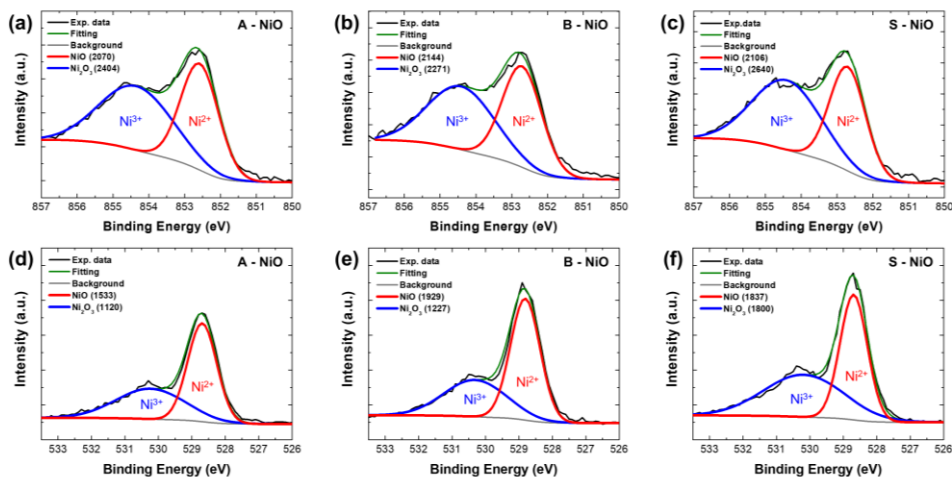 (a)
A - NiO
Exp. data
Fitting
Background
NiO (2070)
Ni₂O₃ (2404)
Ni³⁺
Ni²⁺
Intensity (a.u.)
857 856 855 854 853 852 851 850
Binding Energy (eV)
(b)
B - NiO
Exp. data
Fitting
Background
NiO (2144)
Ni₂O₃ (2271)
Ni³⁺
Ni²⁺
Intensity (a.u.)
857 856 855 854 853 852 851 850
Binding Energy (eV)
(c)
S - NiO
Exp. data
Fitting
Background
NiO (2106)
Ni₂O₃ (2640)
Ni³⁺
Ni²⁺
Intensity (a.u.)
857 856 855 854 853 852 851 850
Binding Energy (eV)
(d)
A - NiO
Exp. data
Fitting
Background
NiO (1533)
Ni₂O₃ (1120)
Ni³⁺
Ni²⁺
Intensity (a.u.)
533 532 531 530 529 528 527 526
Binding Energy (eV)
(e)
B - NiO
Exp. data
Fitting
Background
NiO (1929)
Ni₂O₃ (1227)
Ni³⁺
Ni²⁺
Intensity (a.u.)
533 532 531 530 529 528 527 526
Binding Energy (eV)
(f)
S - NiO
Exp. data
Fitting
Background
NiO (1837)
Ni₂O₃ (1800)
Ni³⁺
Ni²⁺
Intensity (a.u.)
533 532 531 530 529 528 527 526
Binding Energy (eV)